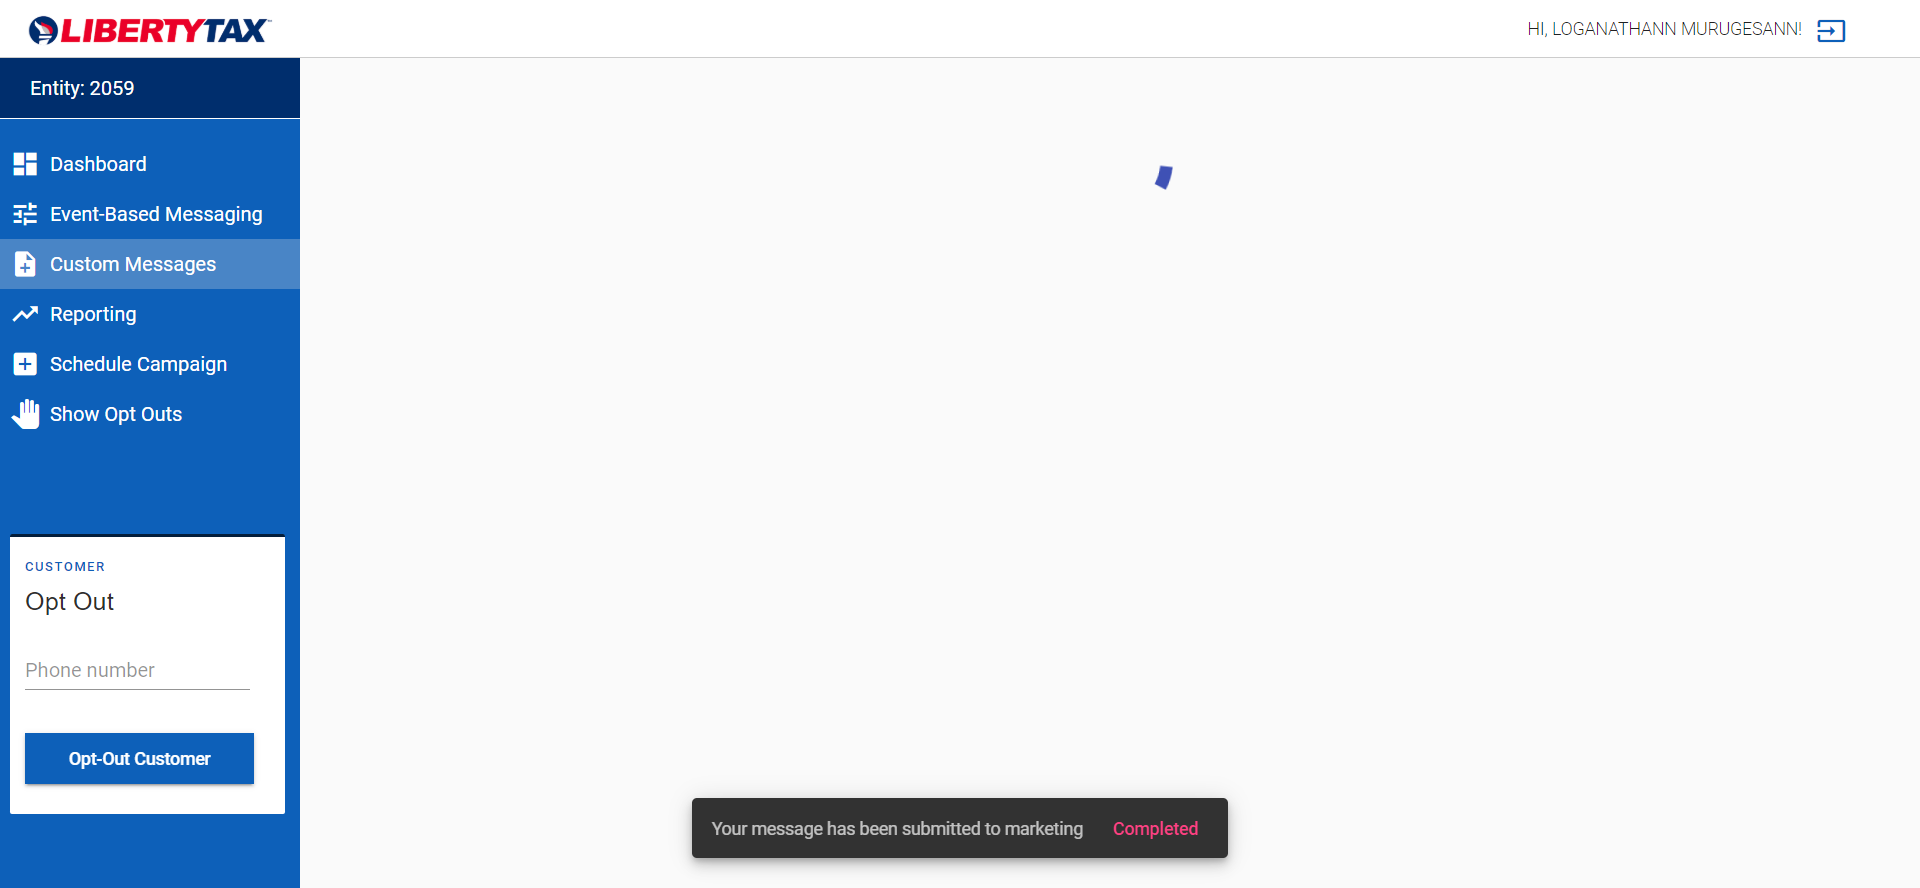 LIBERTYTAX
HI, LOGANATHANN MURUGESANN!
Entity: 2059
Dashboard
Event-Based Messaging
Custom Messages
Reporting
Schedule Campaign
Show Opt Outs
CUSTOMER
Opt Out
Phone number
Opt-Out Customer
Your message has been submitted to marketing Completed